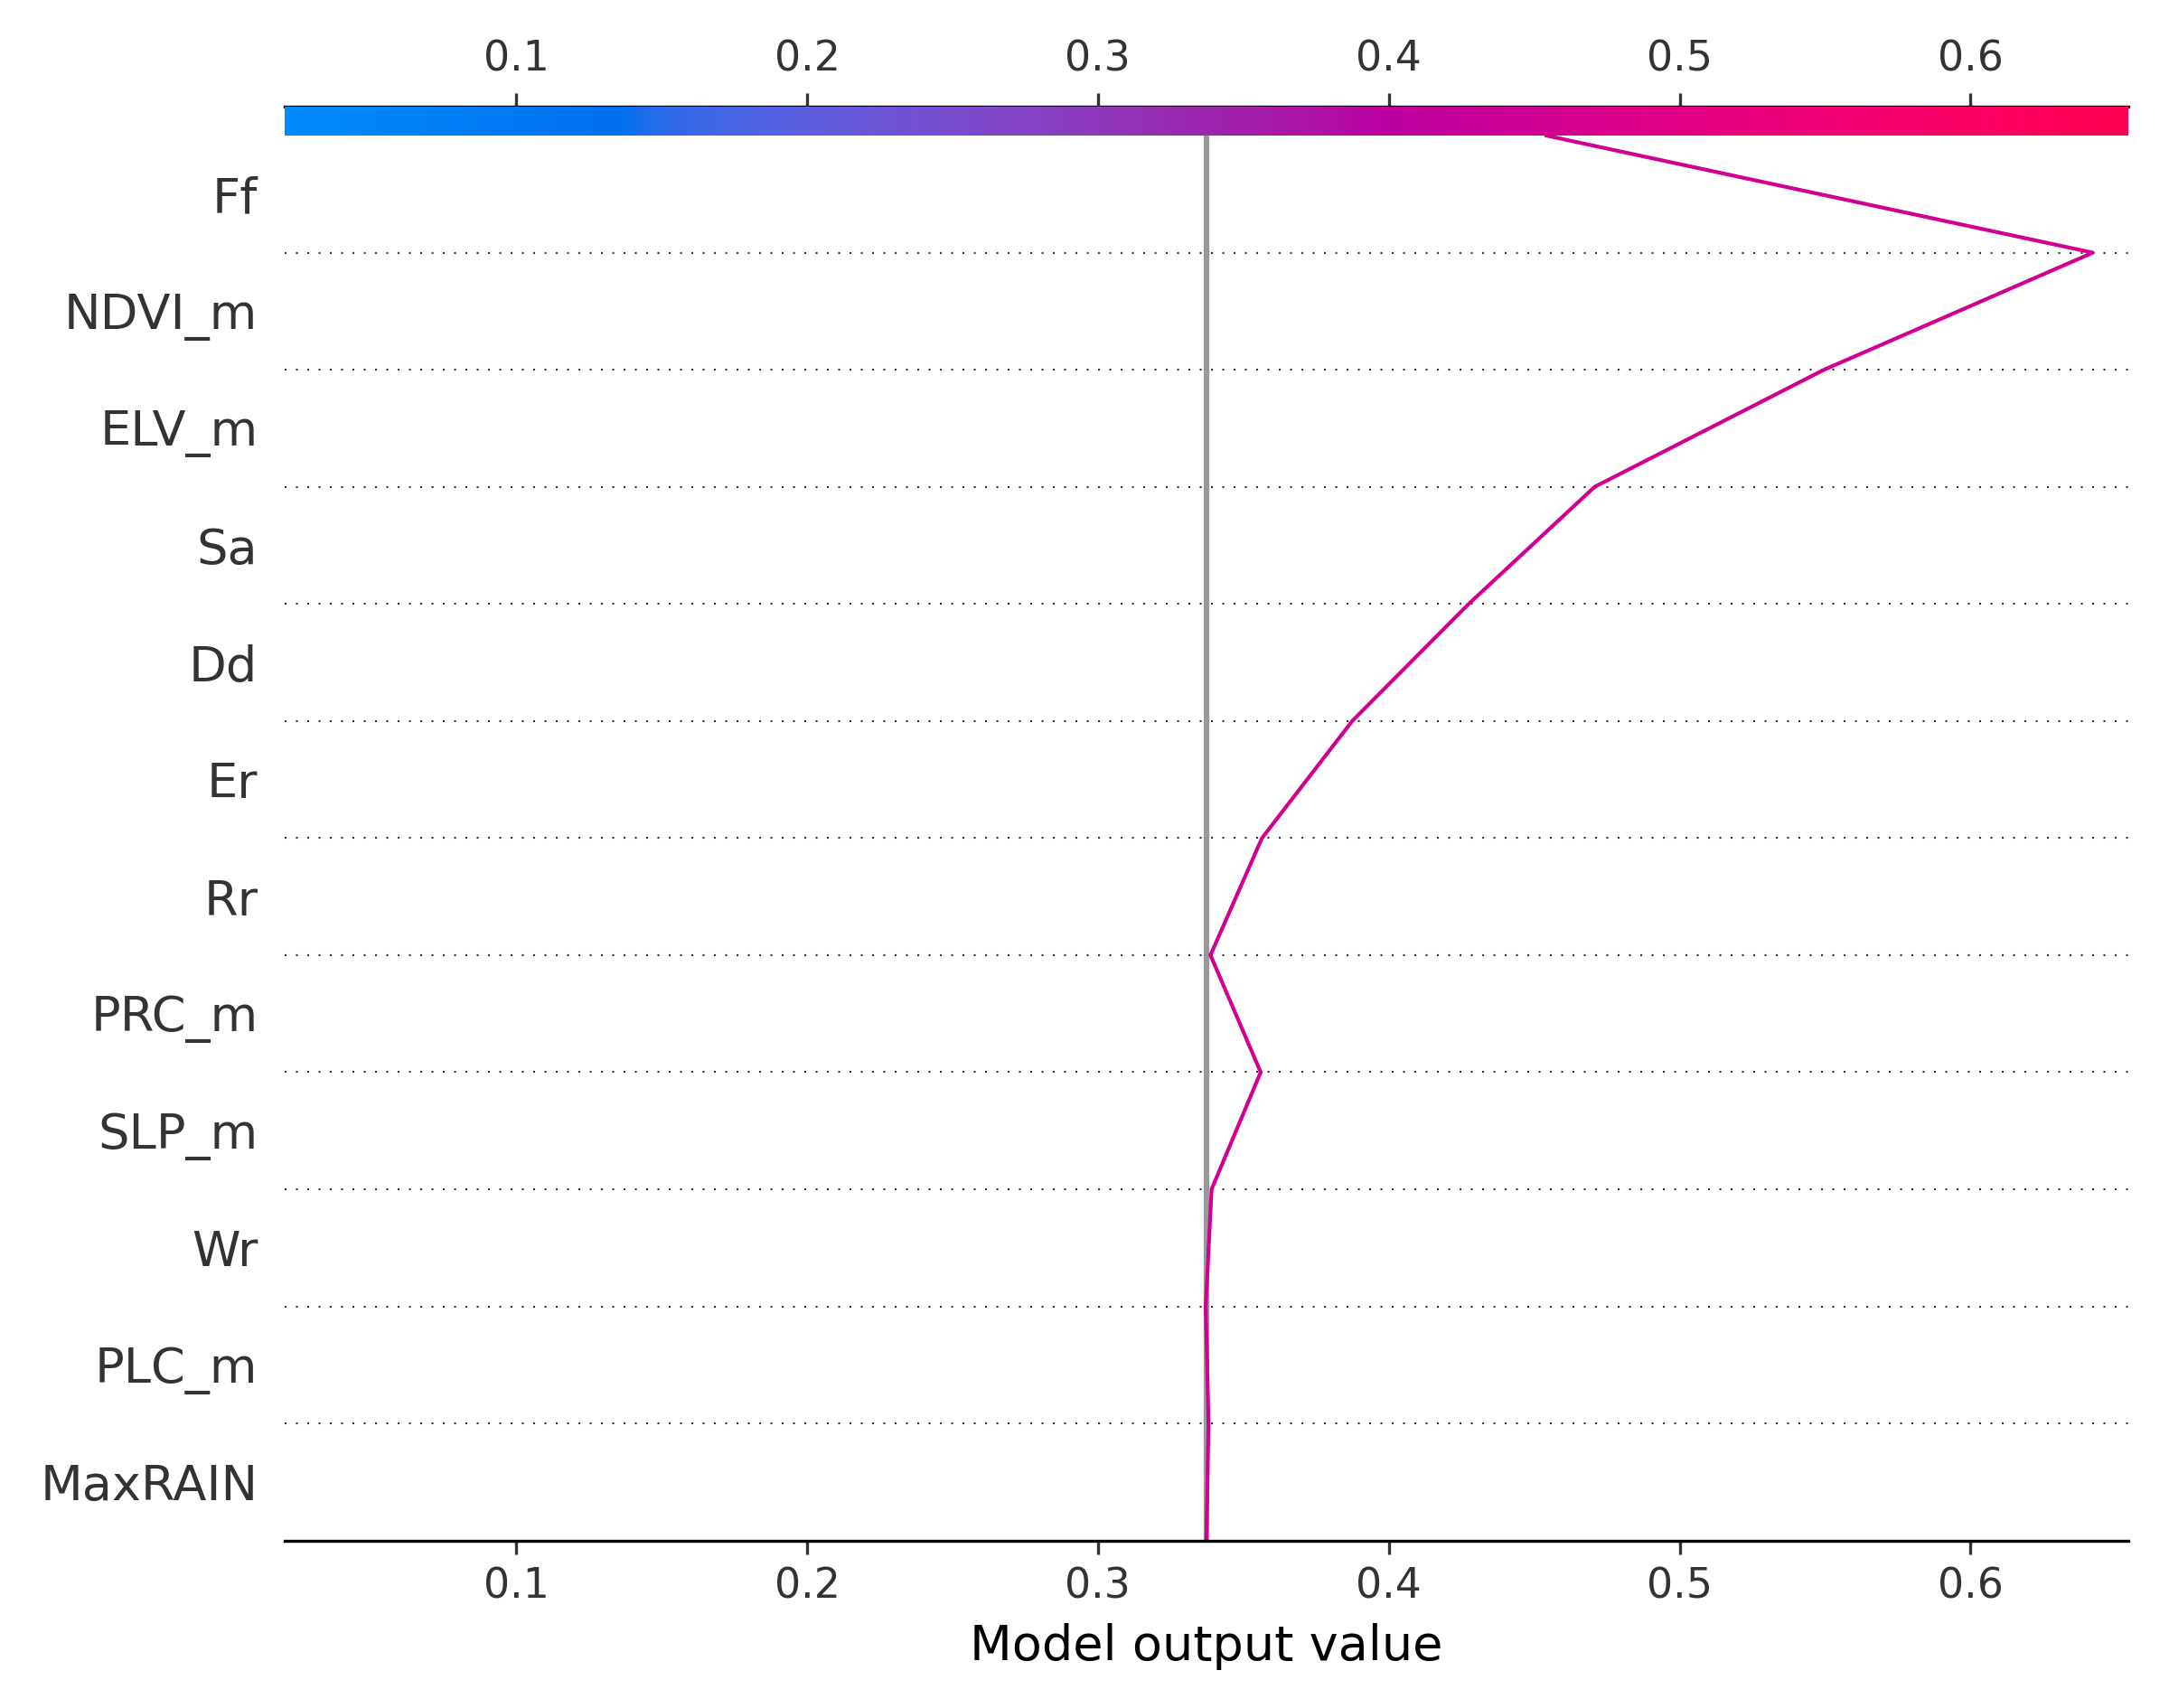 0.1 0.2 0.3 0.4 0.5 0.6
Ff
NDVI_m
ELV_m
Sa
Dd
Er
Rr
PRC_m
SLP_m
Wr
PLC_m
MaxRAIN
0.1 0.2 0.3 0.4 0.5 0.6
Model output value